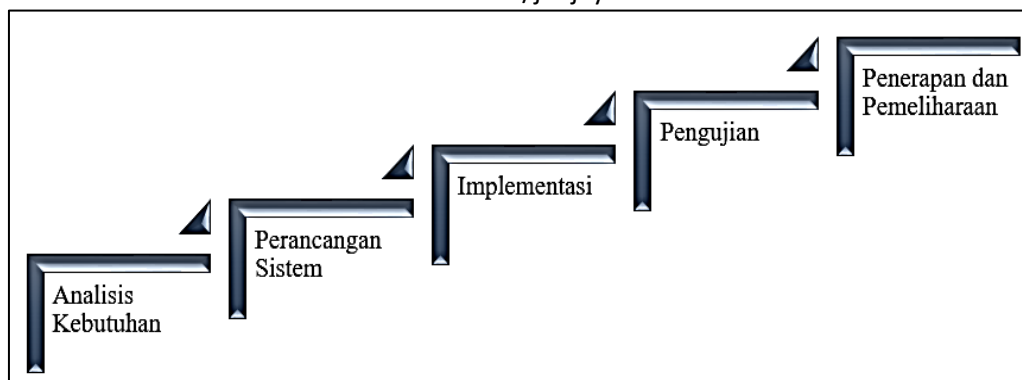 Analisis
Kebutuhan
Perancangan
Sistem
Implementasi
Pengujian
Penerapan dan
Pemeliharaan